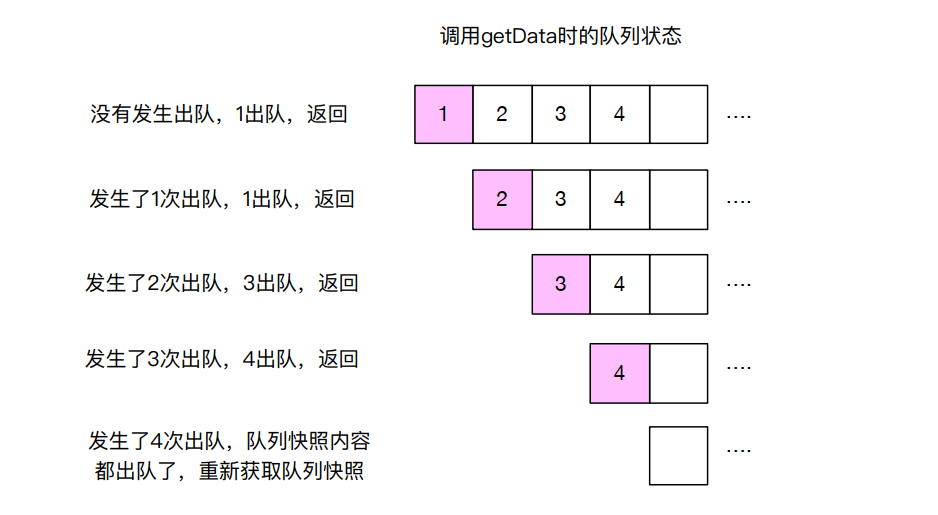 调用getData时的队列状态
没有发生出队，1出队，返回
1 2 3 4 ....
发生了1次出队，1出队，返回
2 3 4 ....
发生了2次出队，3出队，返回
3 4 ....
发生了3次出队，4出队，返回
4 ....
发生了4次出队，队列快照内容
都出队了，重新获取队列快照
....